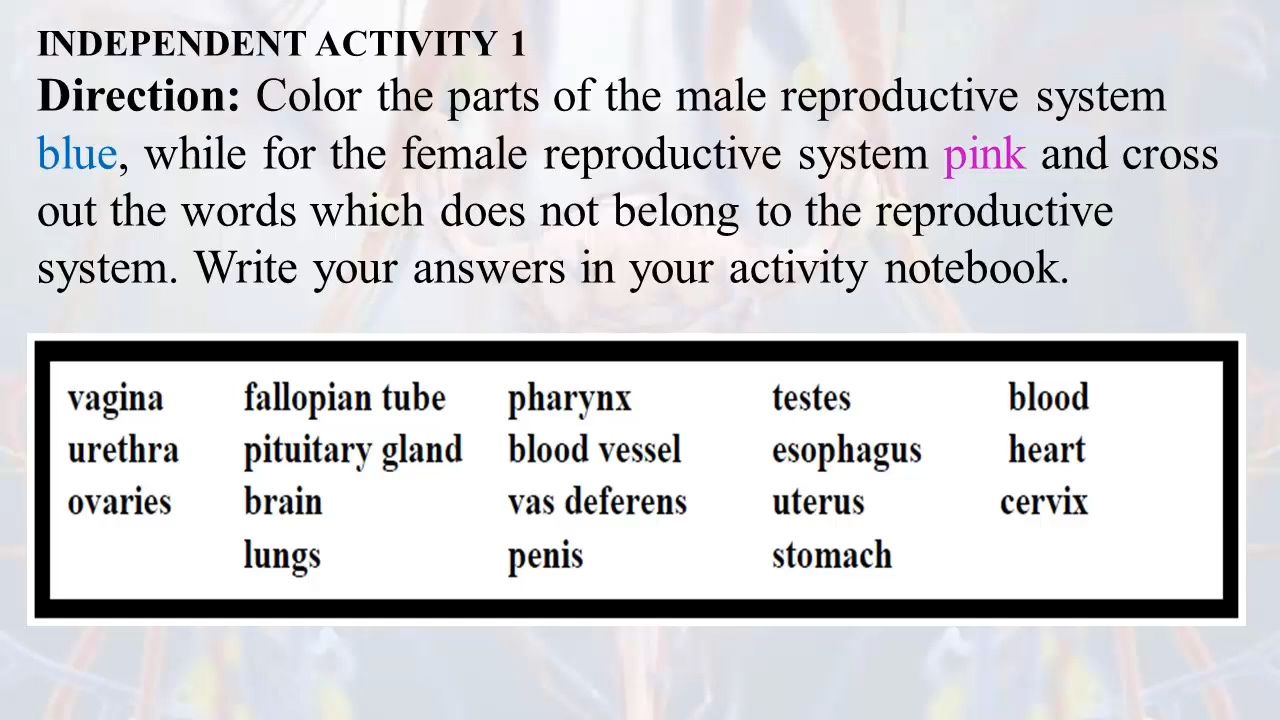 INDEPENDENT ACTIVITY 1
Direction: Color the parts of the male reproductive system
blue, while for the female reproductive system pink and cross
out the words which does not belong to the reproductive
system. Write your answers in your activity notebook.
vagina fallopian tube pharynx testes blood
urethra pituitary gland blood vessel esophagus heart
ovaries brain vas deferens uterus cervix
lungs penis stomach